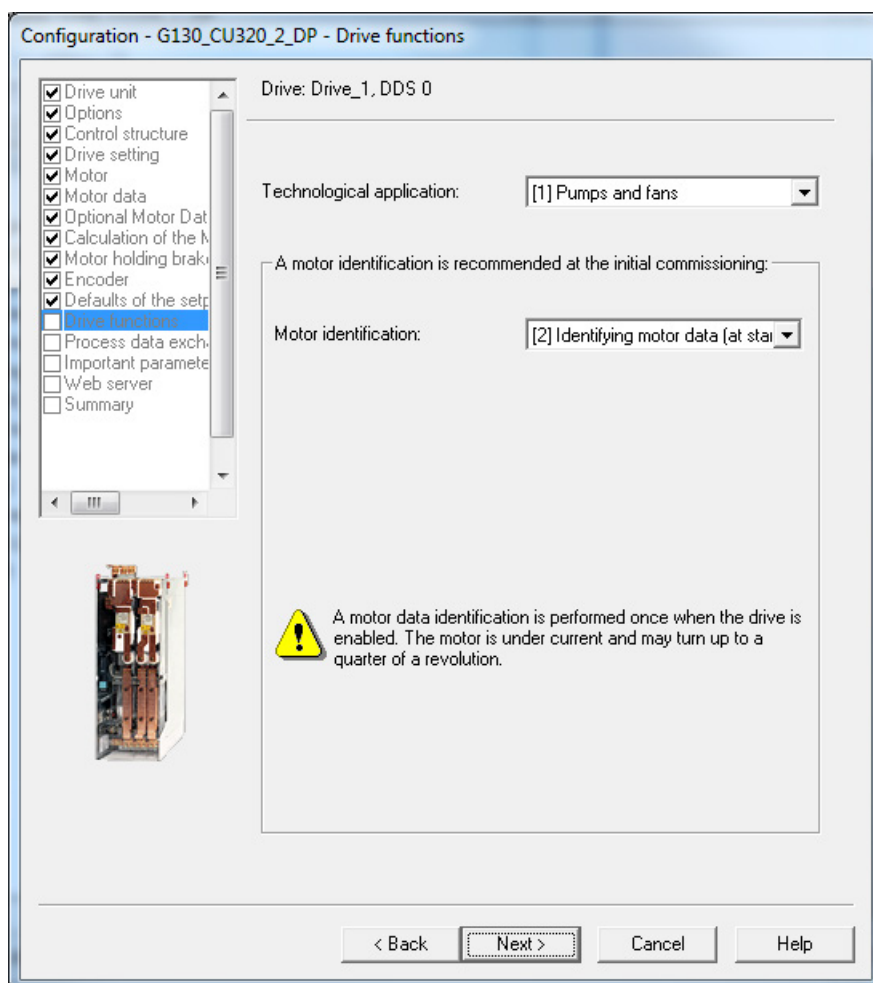 Configuration - G130_CU320_2_DP - Drive functions
Drive unit
Options
Control structure
Drive setting
Motor
Motor data
Optional Motor Dat
Calculation of the M
Motor holding brak
Encoder
Defaults of the setp
Drive functions
Process data exch
Important paramete
Web server
Summary
Drive: Drive_1, DDS 0
Technological application:
[1] Pumps and fans
A motor identification is recommended at the initial commissioning:
Motor identification:
[2] Identifying motor data (at sta
A motor data identification is performed once when the drive is
enabled. The motor is under current and may turn up to a
quarter of a revolution.
< Back
Next >
Cancel
Help